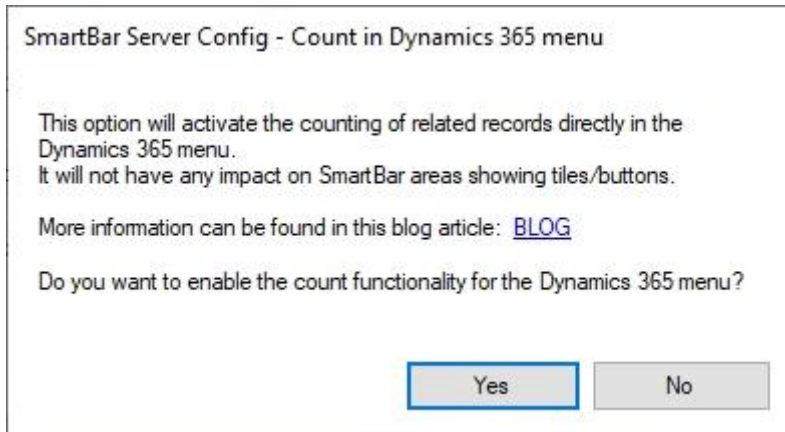 SmartBar Server Config - Count in Dynamics 365 menu
This option will activate the counting of related records directly in the
Dynamics 365 menu.
It will not have any impact on SmartBar areas showing tiles/buttons.
More information can be found in this blog article: BLOG
Do you want to enable the count functionality for the Dynamics 365 menu?
Yes No